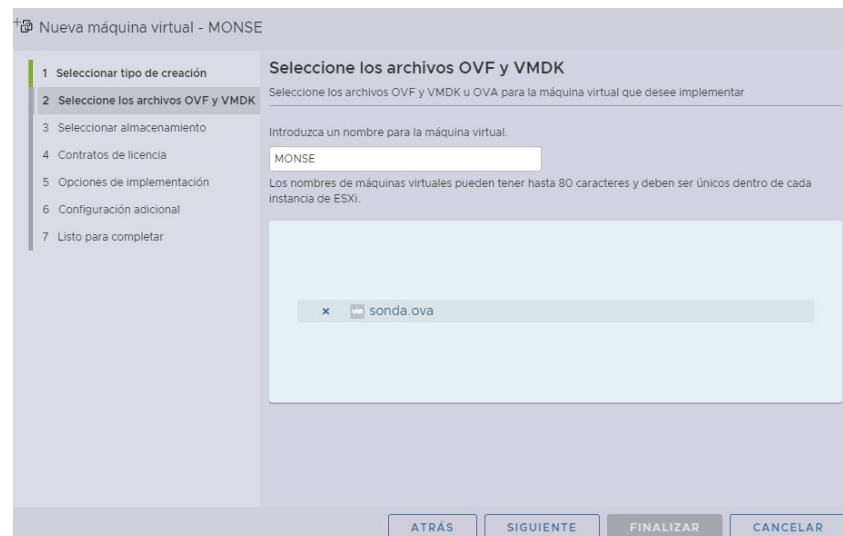 Nueva máquina virtual - MONSE
1 Seleccionar tipo de creación
2 Seleccione los archivos OVF y VMDK
3 Seleccionar almacenamiento
4 Contratos de licencia
5 Opciones de implementación
6 Configuración adicional
7 Listo para completar
Seleccione los archivos OVF y VMDK
Seleccione los archivos OVF y VMDK u OVA para la máquina virtual que desee implementar
Introduzca un nombre para la máquina virtual.
MONSE
Los nombres de máquinas virtuales pueden tener hasta 80 caracteres y deben ser únicos dentro de cada
instancia de ESXi.
× vm sonda.ova
ATRÁS SIGUIENTE FINALIZAR CANCELAR